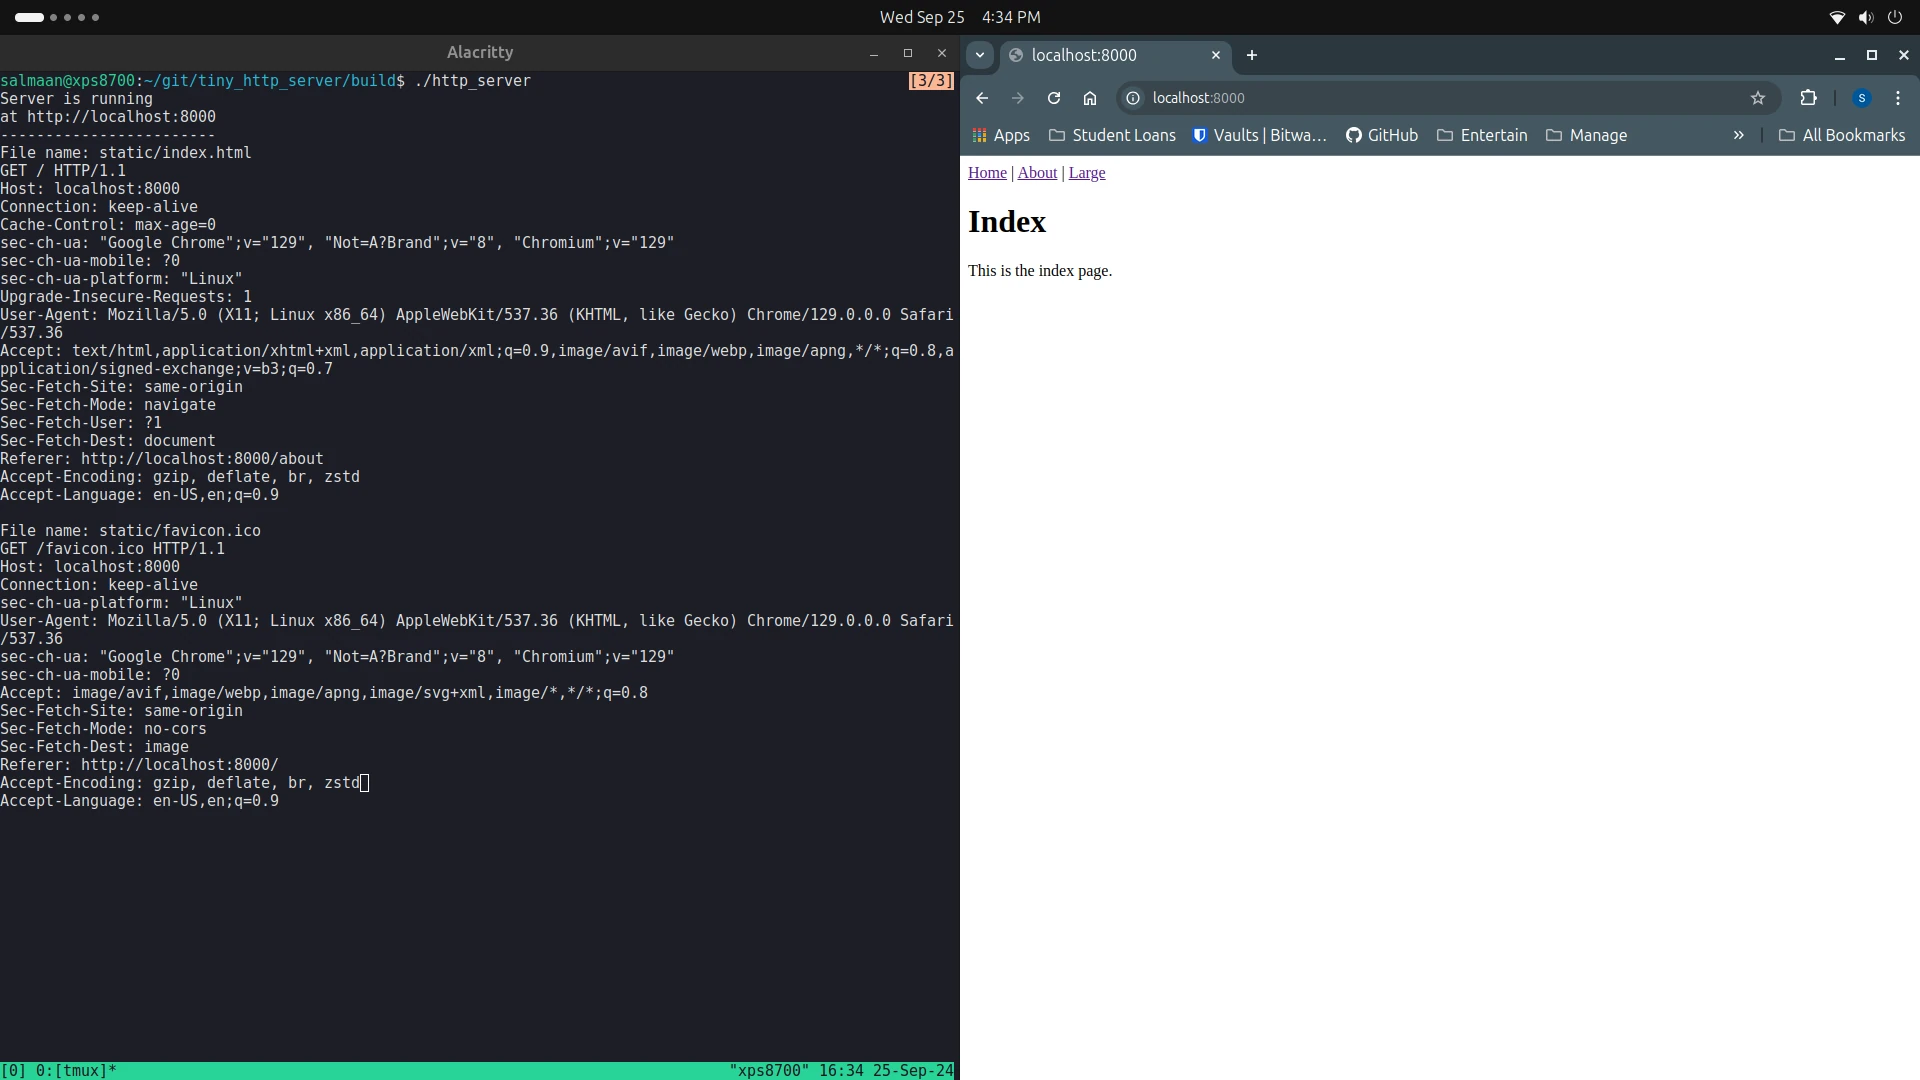 Wed Sep 25 4:34 PM
Alacritty
salmaan@xps8700:~/git/tiny_http_server/build$ ./http_server [3/3]
Server is running
at http://localhost:8000
------------------------
File name: static/index.html
GET / HTTP/1.1
Host: localhost:8000
Connection: keep-alive
Cache-Control: max-age=0
sec-ch-ua: "Google Chrome";v="129", "Not=A?Brand";v="8", "Chromium";v="129"
sec-ch-ua-mobile: ?0
sec-ch-ua-platform: "Linux"
Upgrade-Insecure-Requests: 1
User-Agent: Mozilla/5.0 (X11; Linux x86_64) AppleWebKit/537.36 (KHTML, like Gecko) Chrome/129.0.0.0 Safari
/537.36
Accept: text/html,application/xhtml+xml,application/xml;q=0.9,image/avif,image/webp,image/apng,*/*;q=0.8,a
pplication/signed-exchange;v=b3;q=0.7
Sec-Fetch-Site: same-origin
Sec-Fetch-Mode: navigate
Sec-Fetch-User: ?1
Sec-Fetch-Dest: document
Referer: http://localhost:8000/about
Accept-Encoding: gzip, deflate, br, zstd
Accept-Language: en-US,en;q=0.9
File name: static/favicon.ico
GET /favicon.ico HTTP/1.1
Host: localhost:8000
Connection: keep-alive
sec-ch-ua-platform: "Linux"
User-Agent: Mozilla/5.0 (X11; Linux x86_64) AppleWebKit/537.36 (KHTML, like Gecko) Chrome/129.0.0.0 Safari
/537.36
sec-ch-ua: "Google Chrome";v="129", "Not=A?Brand";v="8", "Chromium";v="129"
sec-ch-ua-mobile: ?0
Accept: image/avif,image/webp,image/apng,image/svg+xml,image/*,*/*;q=0.8
Sec-Fetch-Site: same-origin
Sec-Fetch-Mode: no-cors
Sec-Fetch-Dest: image
Referer: http://localhost:8000/
Accept-Encoding: gzip, deflate, br, zstd
Accept-Language: en-US,en;q=0.9
[0] 0:[tmux]* "xps8700" 16:34 25-Sep-24
localhost:8000
localhost:8000 S
Apps Student Loans Vaults | Bitwa... GitHub Entertain Manage » All Bookmarks
Home | About | Large
Index
This is the index page.